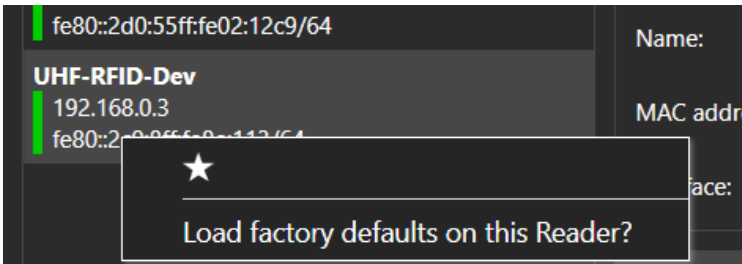 fe80::2d0:55ff:fe02:12c9/64
Name:
UHF-RFID-Dev
192.168.0.3
MAC addr
Load factory defaults on this Reader?